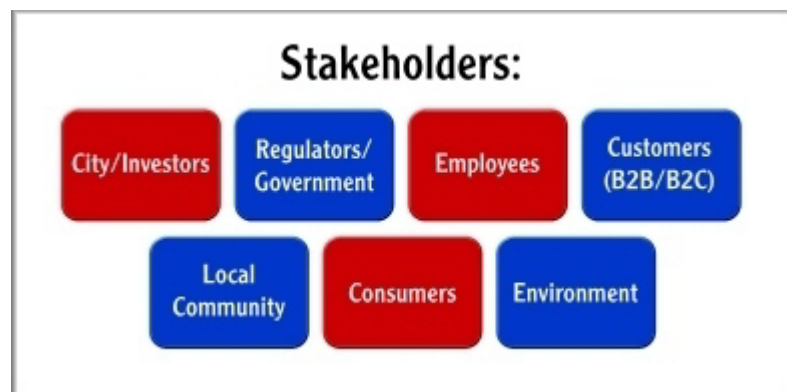 Stakeholders:
City/Investors
Regulators/
Government
Employees
Customers
(B2B/B2C)
Local
Community
Consumers
Environment